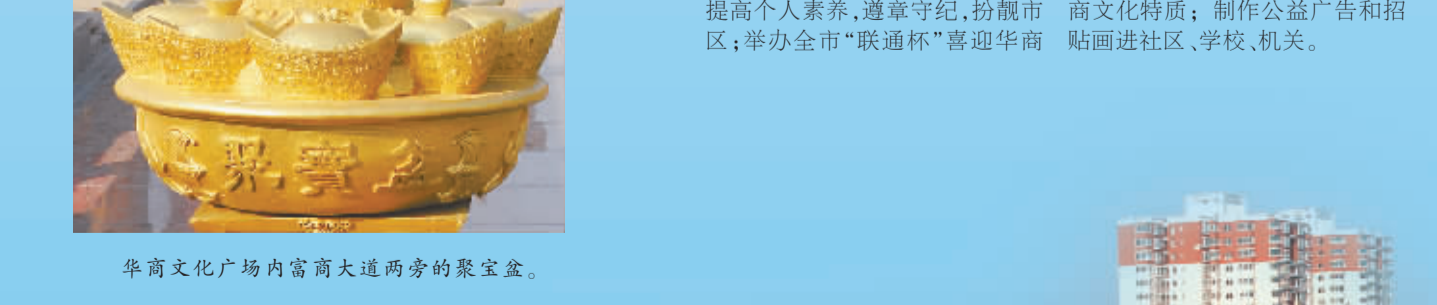 提高个人素养,遵章守纪,扮靓市
区;举办全市“联通杯”喜迎华商
商文化特质;制作公益广告和招
贴画进社区、学校、机关。
聚寶盆
华商文化广场内富商大道两旁的聚宝盆。